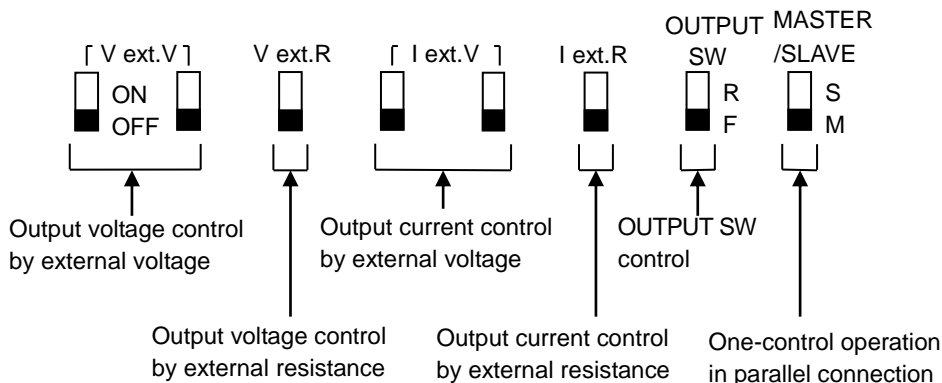 OUTPUT MASTER
「 V ext.V 7 V ext.R 「 I ext.V 7 I ext.R SW /SLAVE
ON R S
OFF F M
Output voltage control Output current control OUTPUT SW
by external voltage by external voltage control
Output voltage control Output current control One-control operation
by external resistance by external resistance in parallel connection